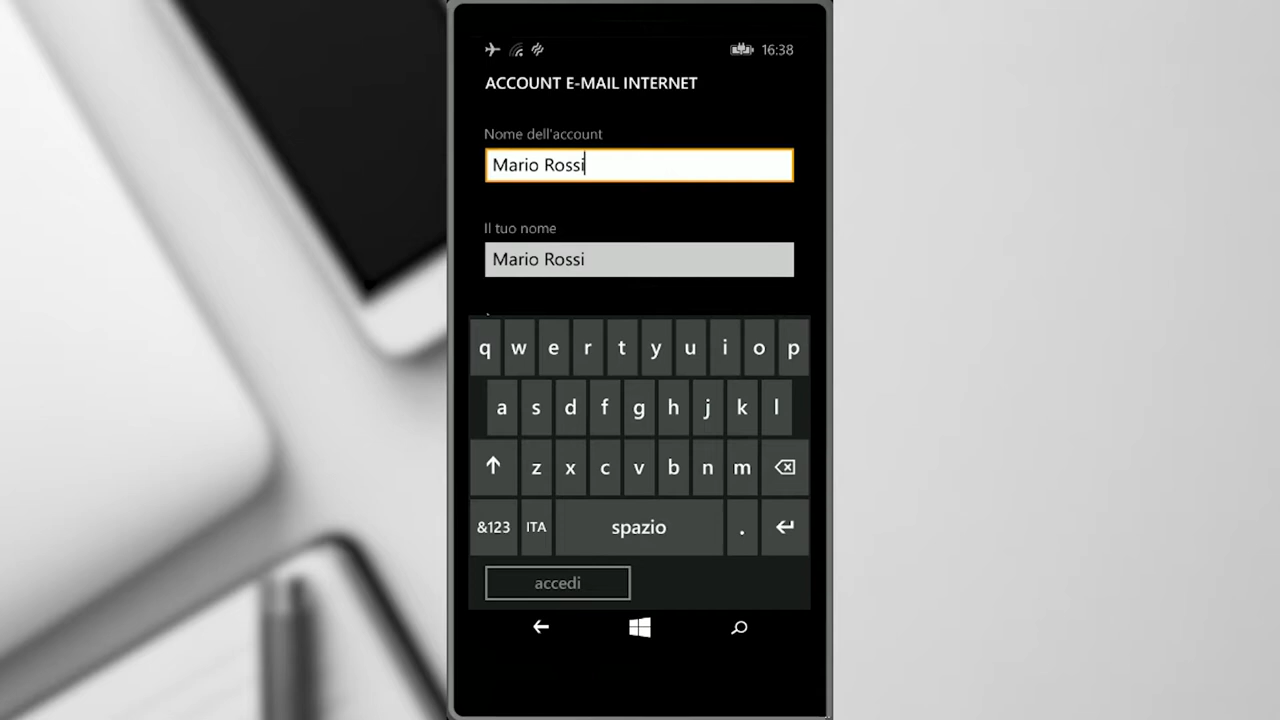 16:38
ACCOUNT E-MAIL INTERNET
Nome dell'account
Mario Rossi
Il tuo nome
Mario Rossi
q w e r t y u i o p
a s d f g h j k l
z x c v b n m
&123 ITA spazio .
accedi